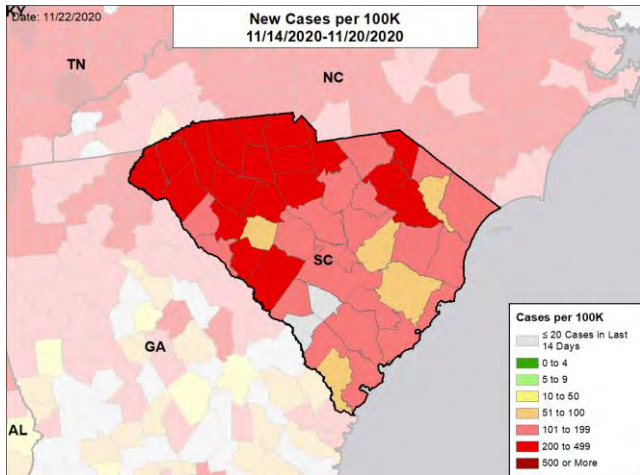 KY
Date: 11/22/2020
New Cases per 100K
11/14/2020-11/20/2020
TN
NC
SC
GA
AL
Cases per 100K
≤ 20 Cases in Last
14 Days
0 to 4
5 to 9
10 to 50
51 to 100
101 to 199
200 to 499
500 or More